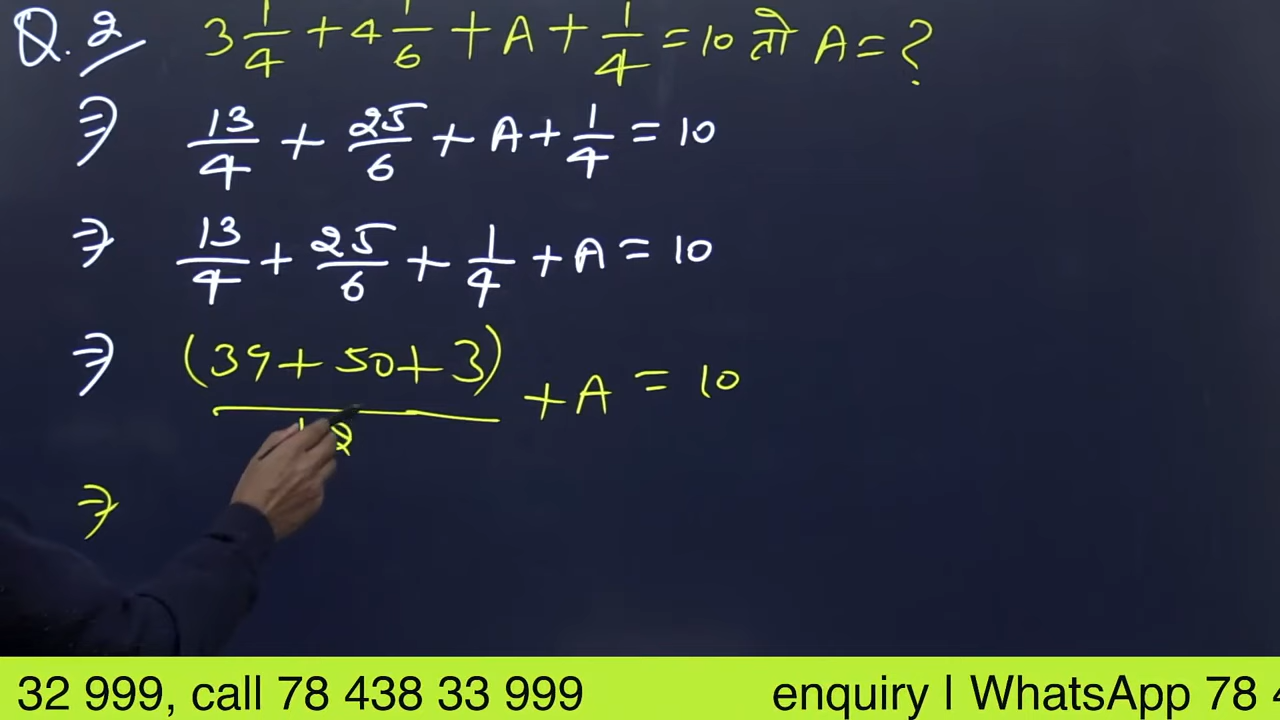 Q.2 3 1/4 + 4 1/6 + A + 1/4 = 10 तो A = ?
⇒ 13/4 + 25/6 + A + 1/4 = 10
⇒ 13/4 + 25/6 + 1/4 + A = 10
⇒ (39 + 50 + 3)/12 + A = 10
⇒
32 999, call 78 438 33 999 enquiry | WhatsApp 78 4